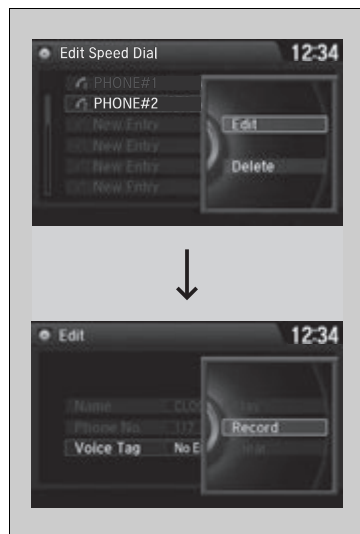 Edit Speed Dial 12:34
PHONE#1
PHONE#2
New Entry
Edit
New Entry
New Entry
Delete
New Entry
Edit 12:34
Name
Phone No.
Record
Voice Tag No E